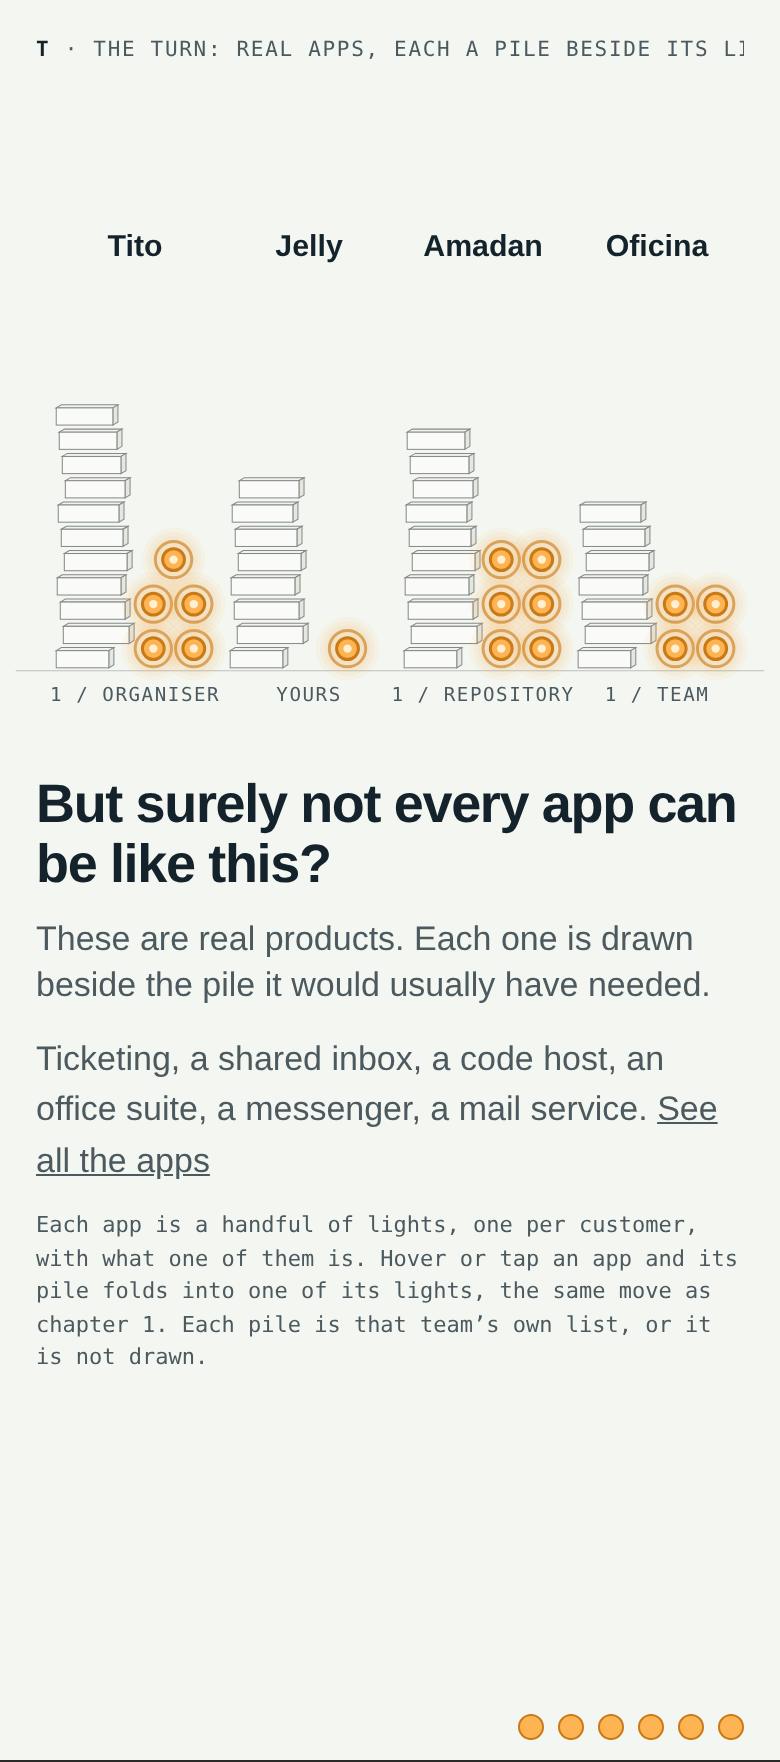 T · THE TURN: REAL APPS, EACH A PILE BESIDE ITS
Tito Jelly Amadan Oficina
1 / ORGANISER YOURS 1 / REPOSITORY 1 / TEAM
But surely not every app can
be like this?
These are real products. Each one is drawn
beside the pile it would usually have needed.
Ticketing, a shared inbox, a code host, an
office suite, a messenger, a mail service. See
all the apps
Each app is a handful of lights, one per customer,
with what one of them is. Hover or tap an app and its
pile folds into one of its lights, the same move as
chapter 1. Each pile is that team’s own list, or it
is not drawn.